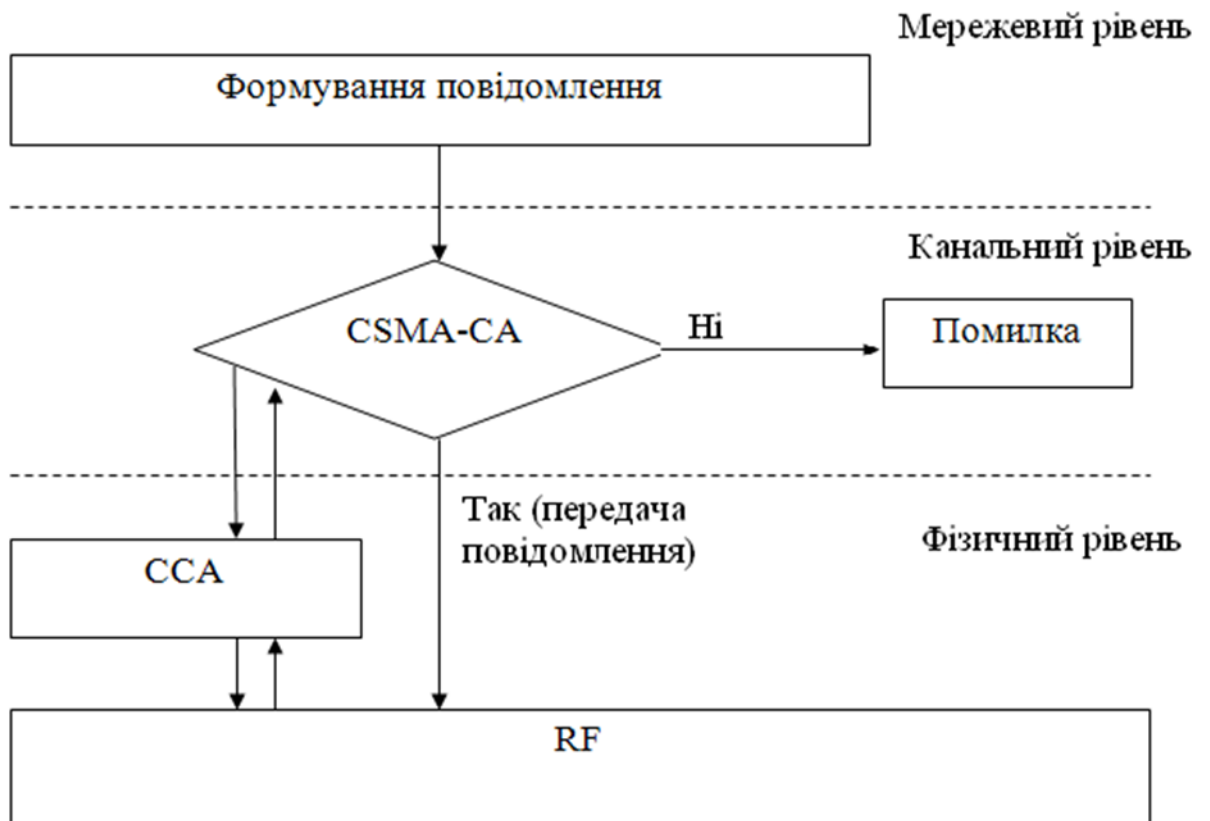 Мережевий рівень
Формування повідомлення
Канальний рівень
CSMA-CA
Ні
Помилка
Так (передача
повідомлення)
Фізичний рівень
CCA
RF